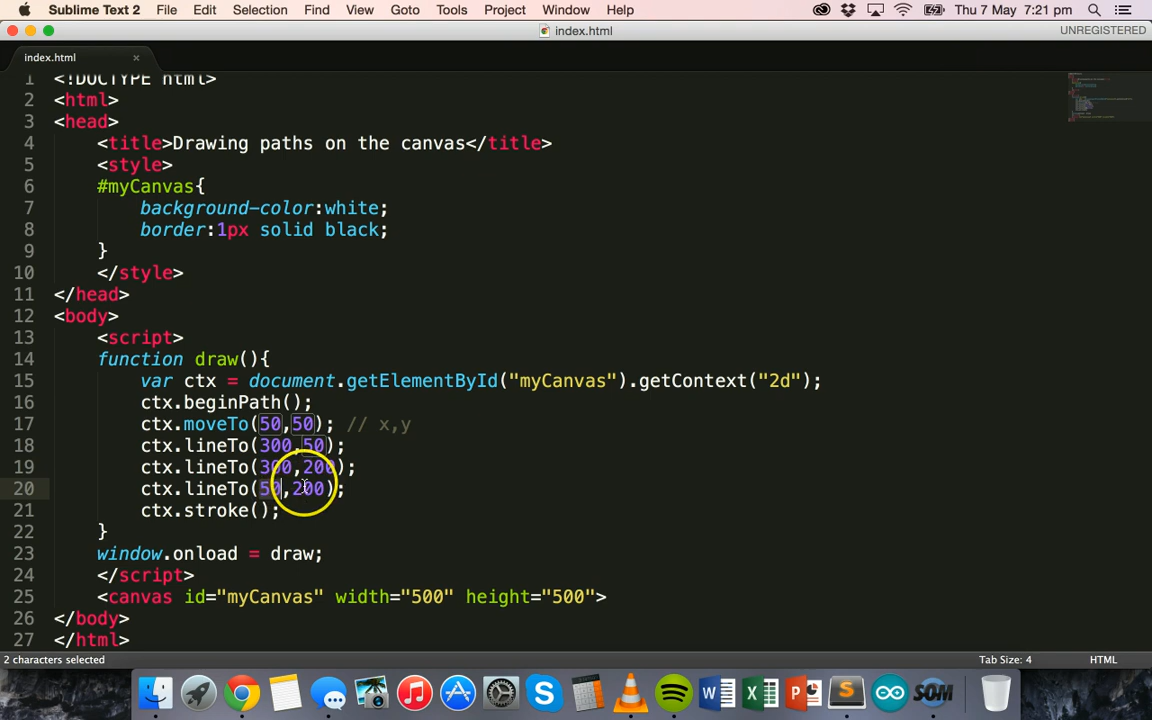 Sublime Text 2 File Edit Selection Find View Goto Tools Project Window Help Thu 7 May 7:21 pm
index.html UNREGISTERED
index.html
1 <!DOCTYPE html>
2 <html>
3 <head>
4 <title>Drawing paths on the canvas</title>
5 <style>
6 #myCanvas{
7 background-color:white;
8 border:1px solid black;
9 }
10 </style>
11 </head>
12 <body>
13 <script>
14 function draw(){
15 var ctx = document.getElementById("myCanvas").getContext("2d");
16 ctx.beginPath();
17 ctx.moveTo(50,50); // x,y
18 ctx.lineTo(300,50);
19 ctx.lineTo(300,200);
20 ctx.lineTo(50,200);
21 ctx.stroke();
22 }
23 window.onload = draw;
24 </script>
25 <canvas id="myCanvas" width="500" height="500">
26 </body>
27 </html>
2 characters selected Tab Size: 4 HTML
S W X P S SOM